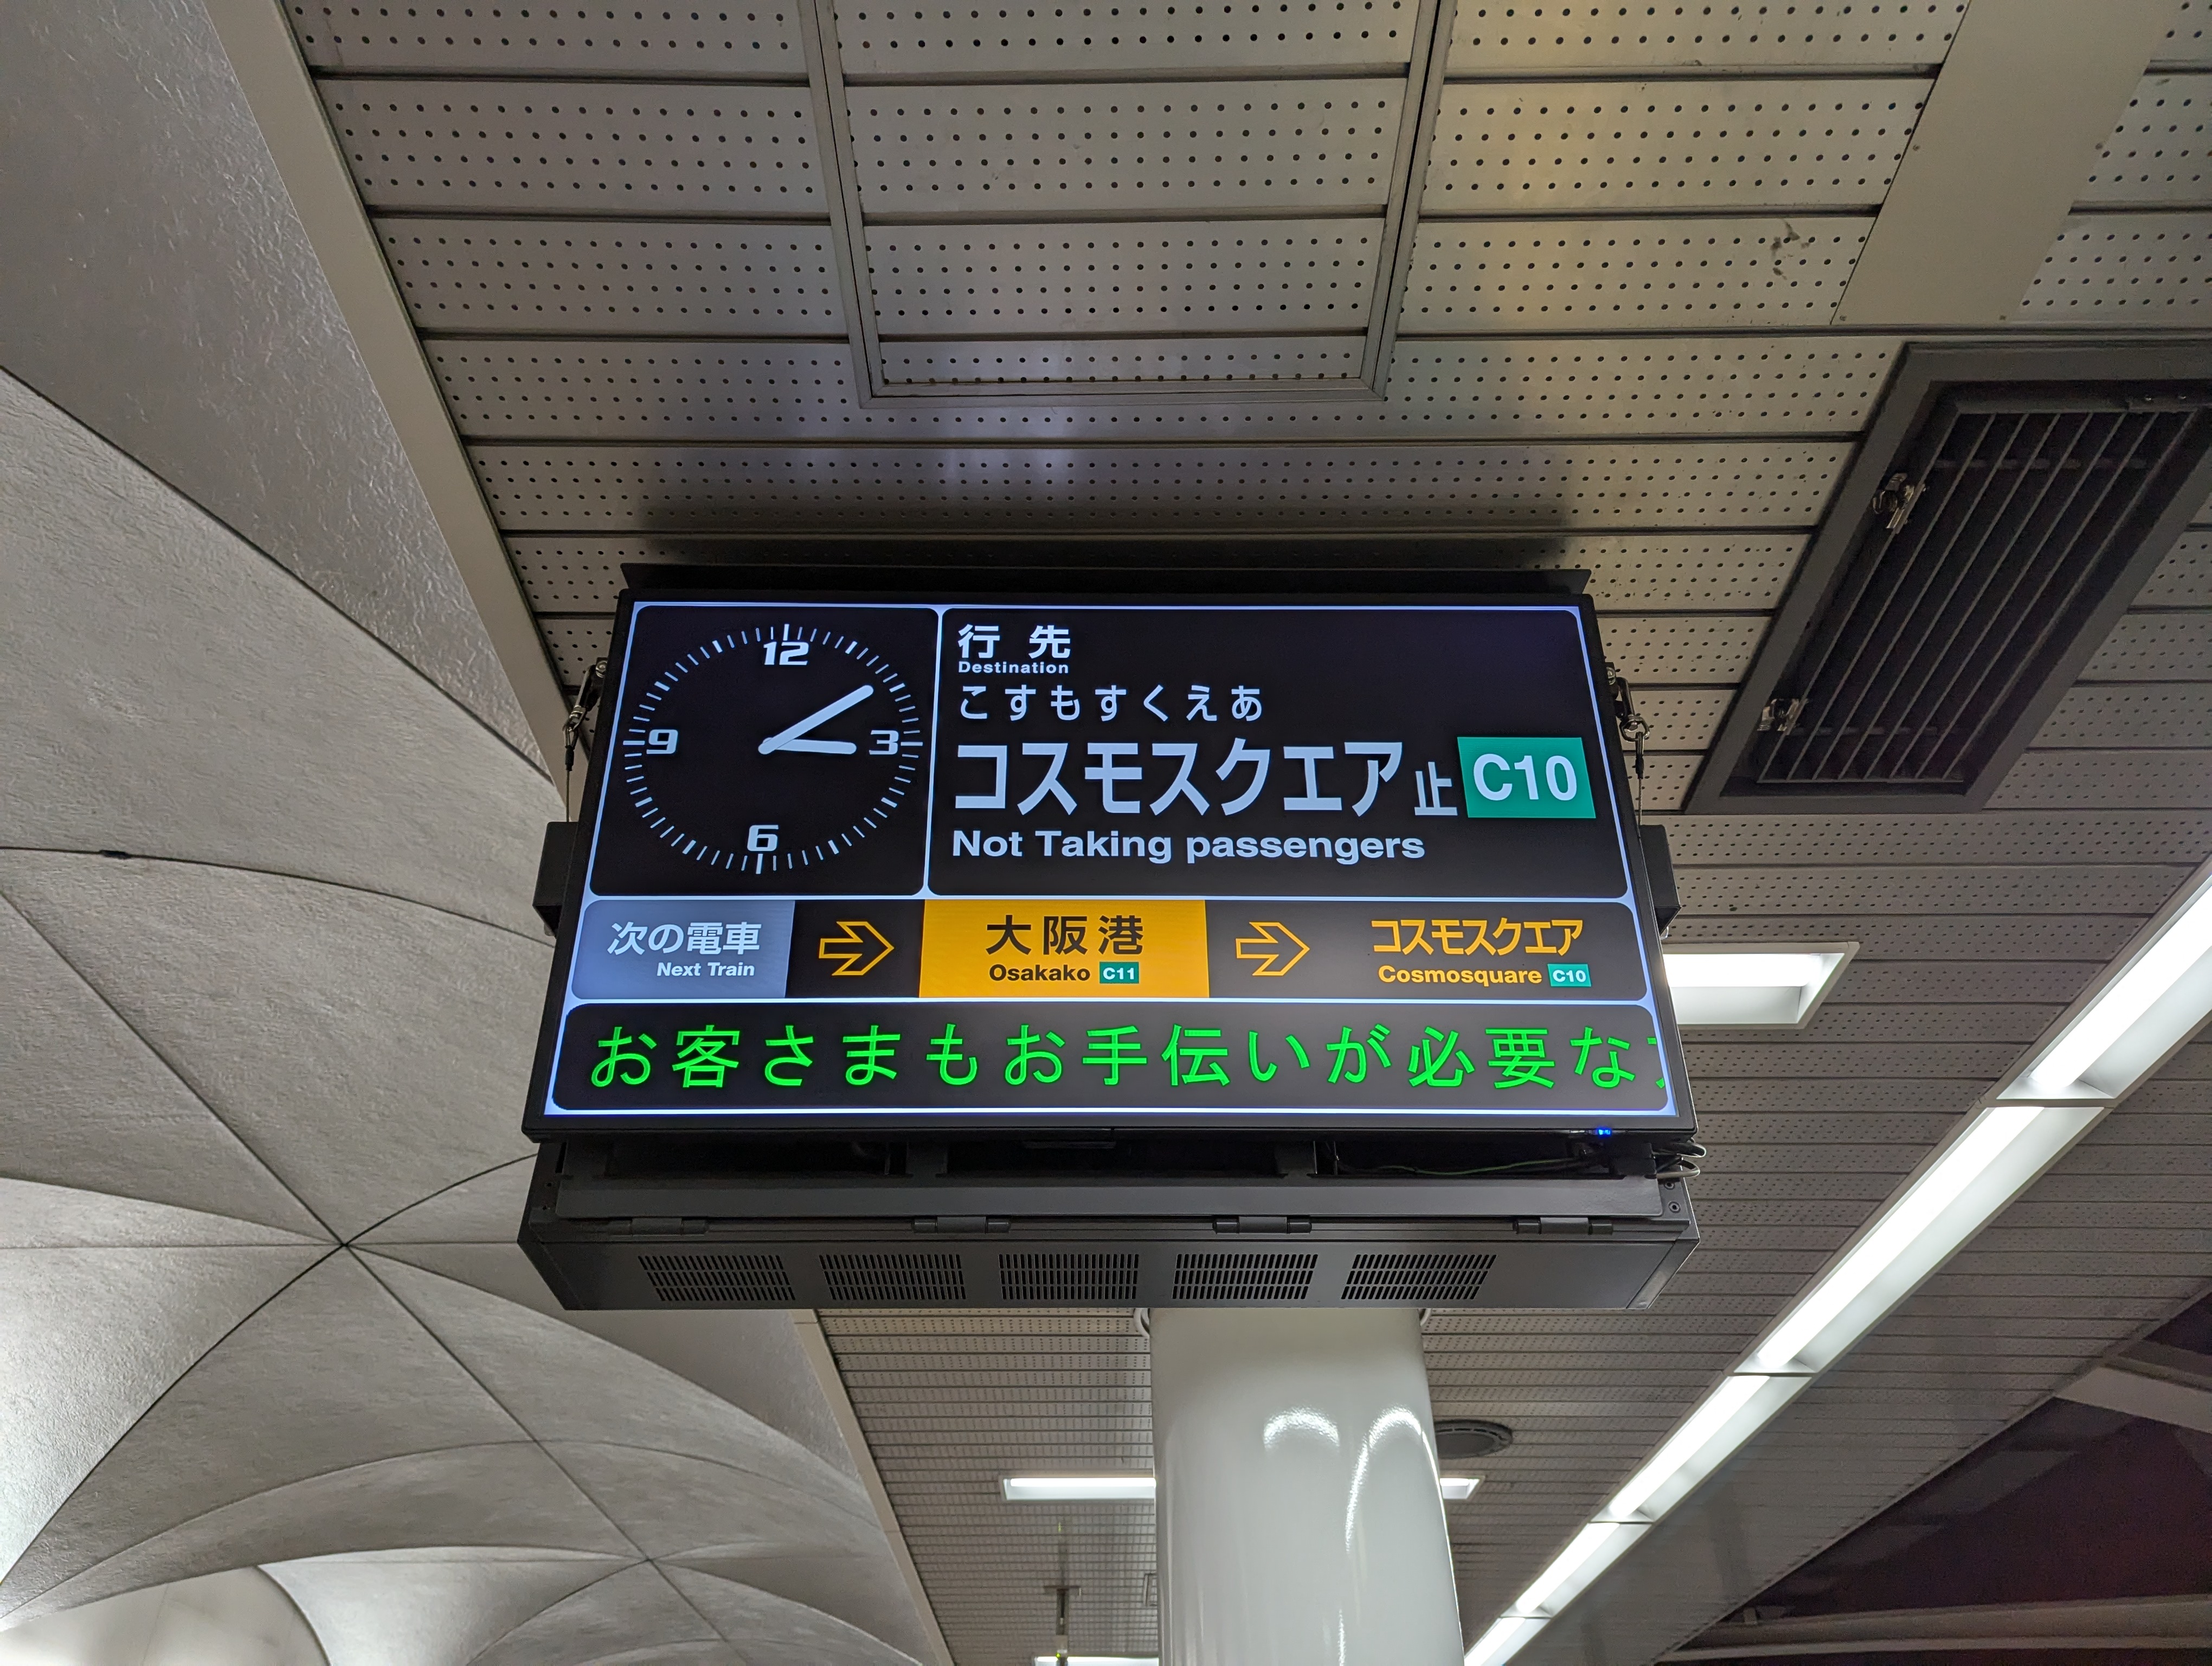 12
9
3
6
行先
Destination
こすもすくえあ
コスモスクエア止 C10
Not Taking passengers
次の電車
Next Train
大阪港
Osakako C11
コスモスクエア
Cosmosquare C10
お客さまもお手伝いが必要な